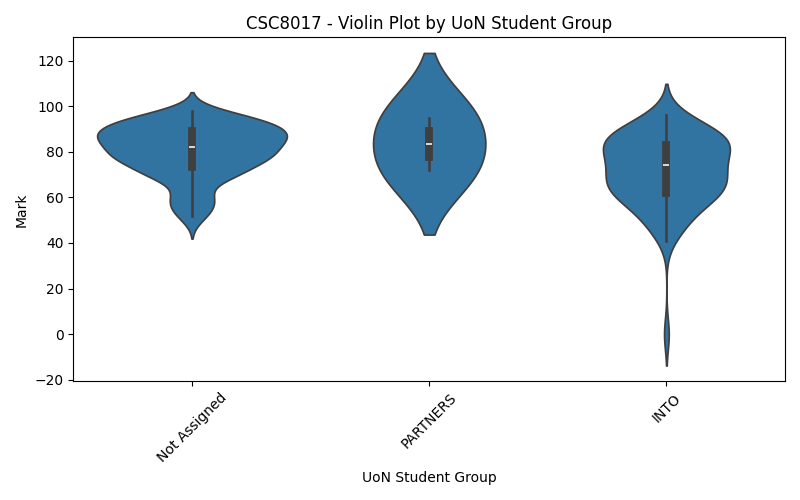 CSC8017 - Violin Plot by UoN Student Group
120
100
80
60
40
20
0
−20
Mark
Not Assigned
PARTNERS
INTO
UoN Student Group